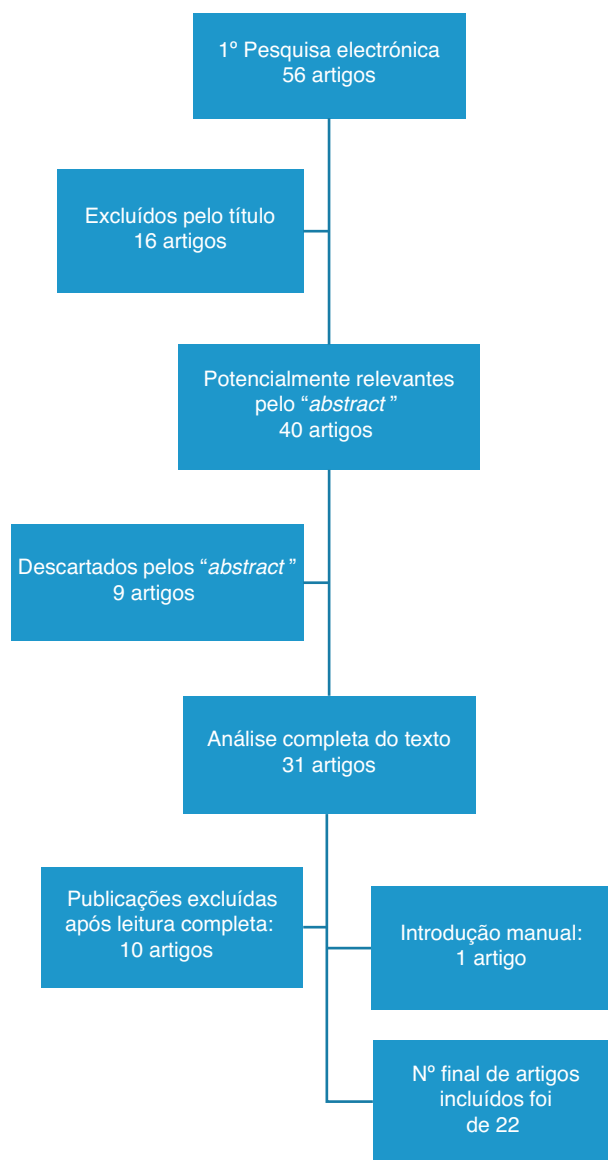 1º Pesquisa electrónica
56 artigos
Excluídos pelo título
16 artigos
Potencialmente relevantes
pelo “abstract ”
40 artigos
Descartados pelos “abstract ”
9 artigos
Análise completa do texto
31 artigos
Publicações excluídas
após leitura completa:
10 artigos
Introdução manual:
1 artigo
Nº final de artigos
incluídos foi
de 22